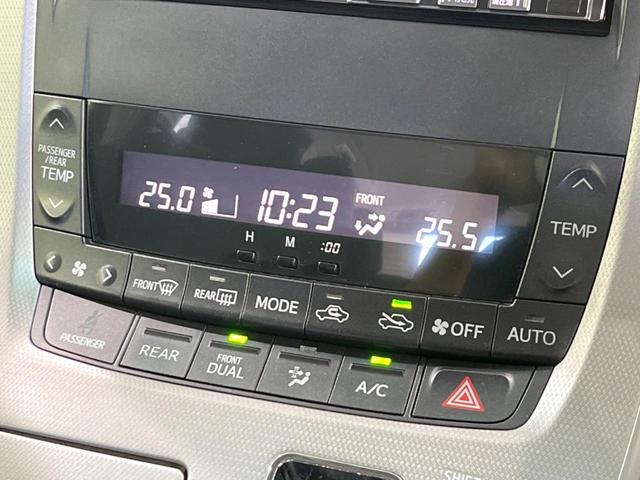 PASSENGER
/REAR
TEMP
25.0
10:23
FRONT
25.5
TEMP
H
M
:00
FRONT
REAR
MODE
OFF
AUTO
PASSENGER
REAR
FRONT
DUAL
A/C
SHIFT